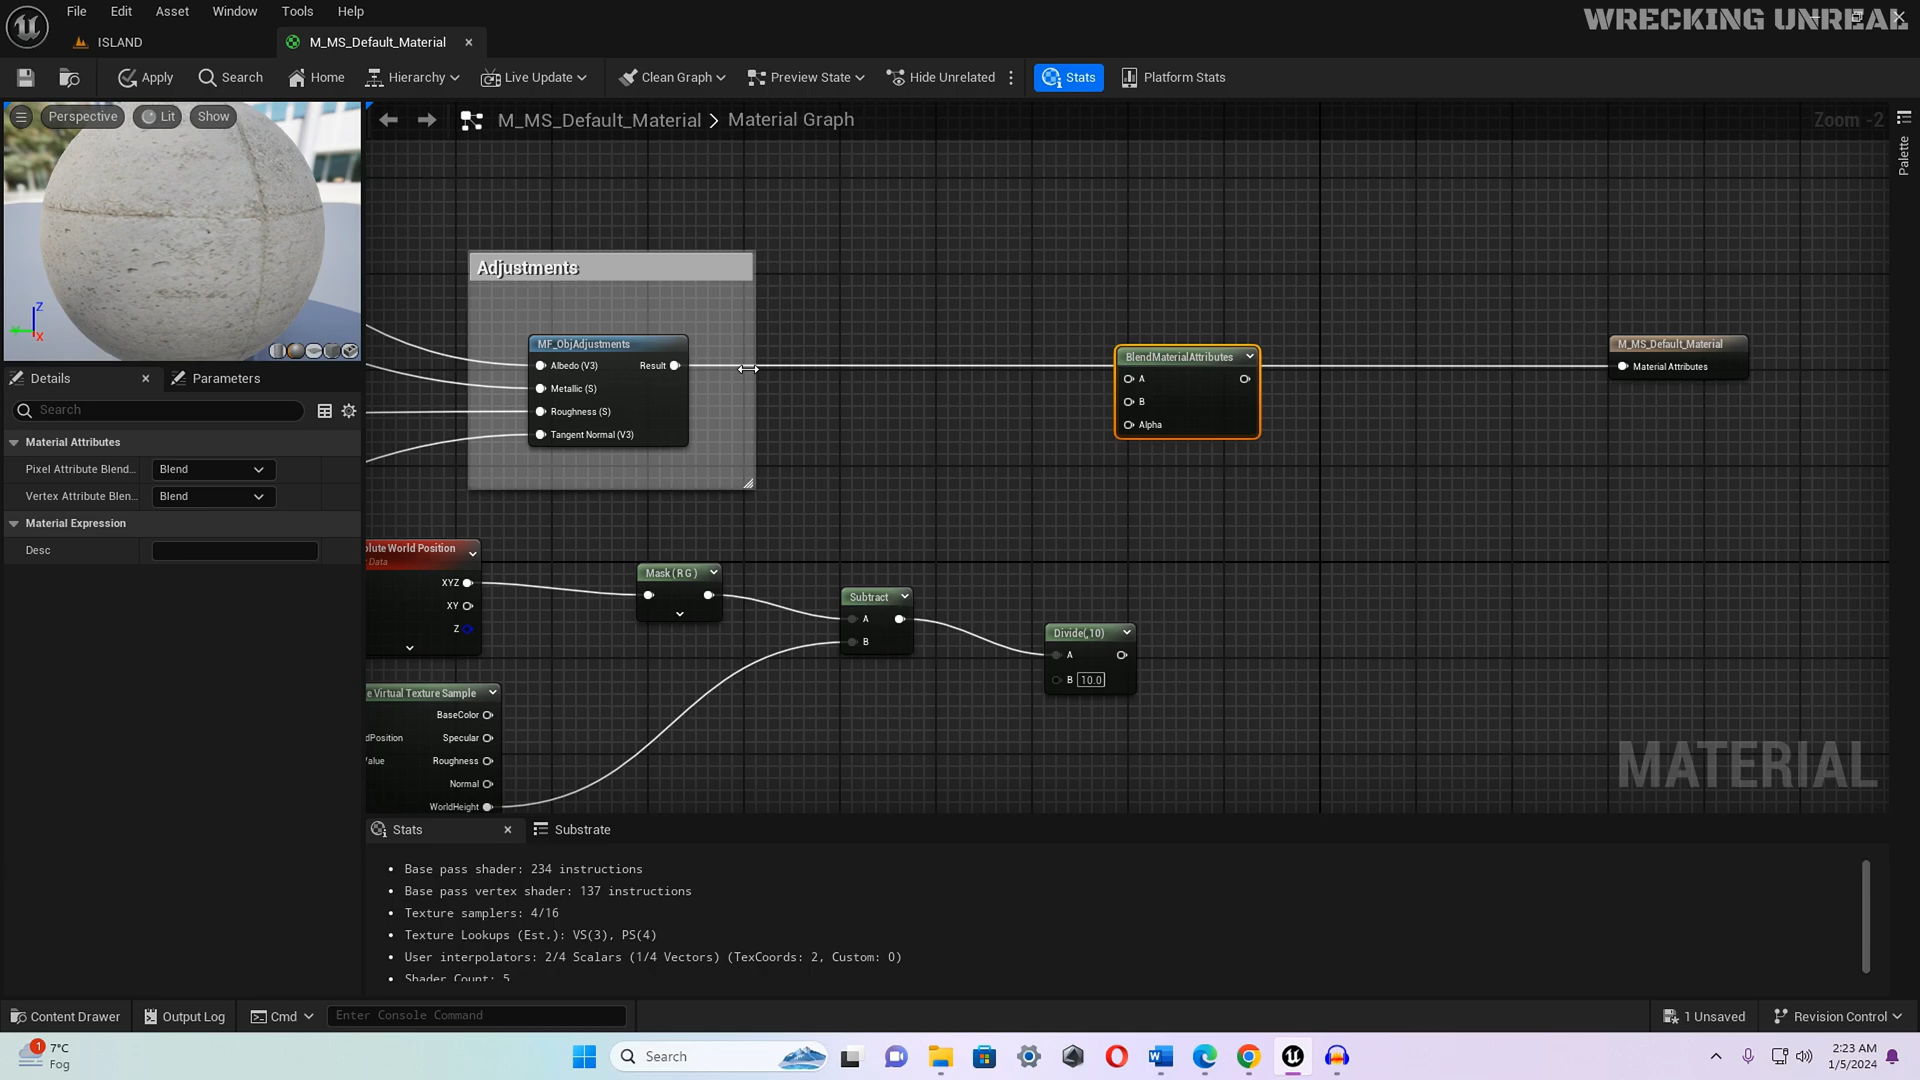 File Edit Asset Window Tools Help
WRECKING UNREAL
ISLAND
M_MS_Default_Material
Apply Search Home Hierarchy Live Update Clean Graph Preview State Hide Unrelated Stats Platform Stats
Perspective Lit Show
M_MS_Default_Material > Material Graph
Zoom -2
Palette
Adjustments
MF_ObjAdjustments
Albedo (V3) Result
Metallic (S)
Roughness (S)
Tangent Normal (V3)
BlendMaterialAttributes
A
B
Alpha
M_MS_Default_Material
Material Attributes
Z
Y
X
Details Parameters
Search
Material Attributes
Pixel Attribute Blend... Blend
Vertex Attribute Blen... Blend
Material Expression
Desc
olute World Position
Data
XYZ
XY
Z
Mask ( R G )
Subtract
A
B
Divide(,10)
A
B 10.0
e Virtual Texture Sample
BaseColor
dPosition Specular
Value Roughness
Normal
WorldHeight
MATERIAL
Stats Substrate
• Base pass shader: 234 instructions
• Base pass vertex shader: 137 instructions
• Texture samplers: 4/16
• Texture Lookups (Est.): VS(3), PS(4)
• User interpolators: 2/4 Scalars (1/4 Vectors) (TexCoords: 2, Custom: 0)
• Shader Count: 5
Content Drawer Output Log Cmd Enter Console Command 1 Unsaved Revision Control
1
7°C
Fog
Search
2:23 AM
1/5/2024